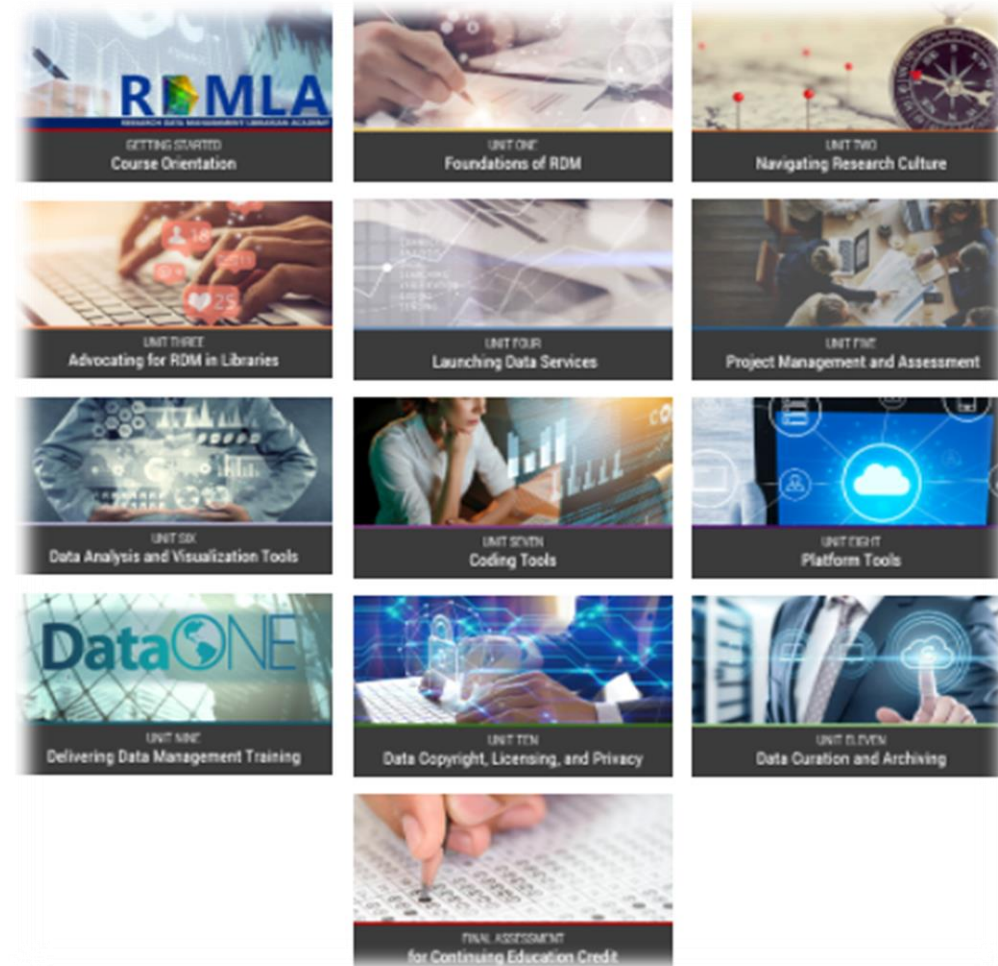 RDMLA
RESEARCH DATA MANAGEMENT LIBRARIAN ACADEMY
GETTING STARTED
Course Orientation
UNIT ONE
Foundations of RDM
UNIT TWO
Navigating Research Culture
18
25
UNIT THREE
Advocating for RDM in Libraries
UNIT FOUR
Launching Data Services
UNIT FIVE
Project Management and Assessment
UNIT SIX
Data Analysis and Visualization Tools
UNIT SEVEN
Coding Tools
UNIT EIGHT
Platform Tools
DataONE
UNIT NINE
Delivering Data Management Training
UNIT TEN
Data Copyright, Licensing, and Privacy
UNIT ELEVEN
Data Curation and Archiving
FINAL ASSESSMENT
for Continuing Education Credit